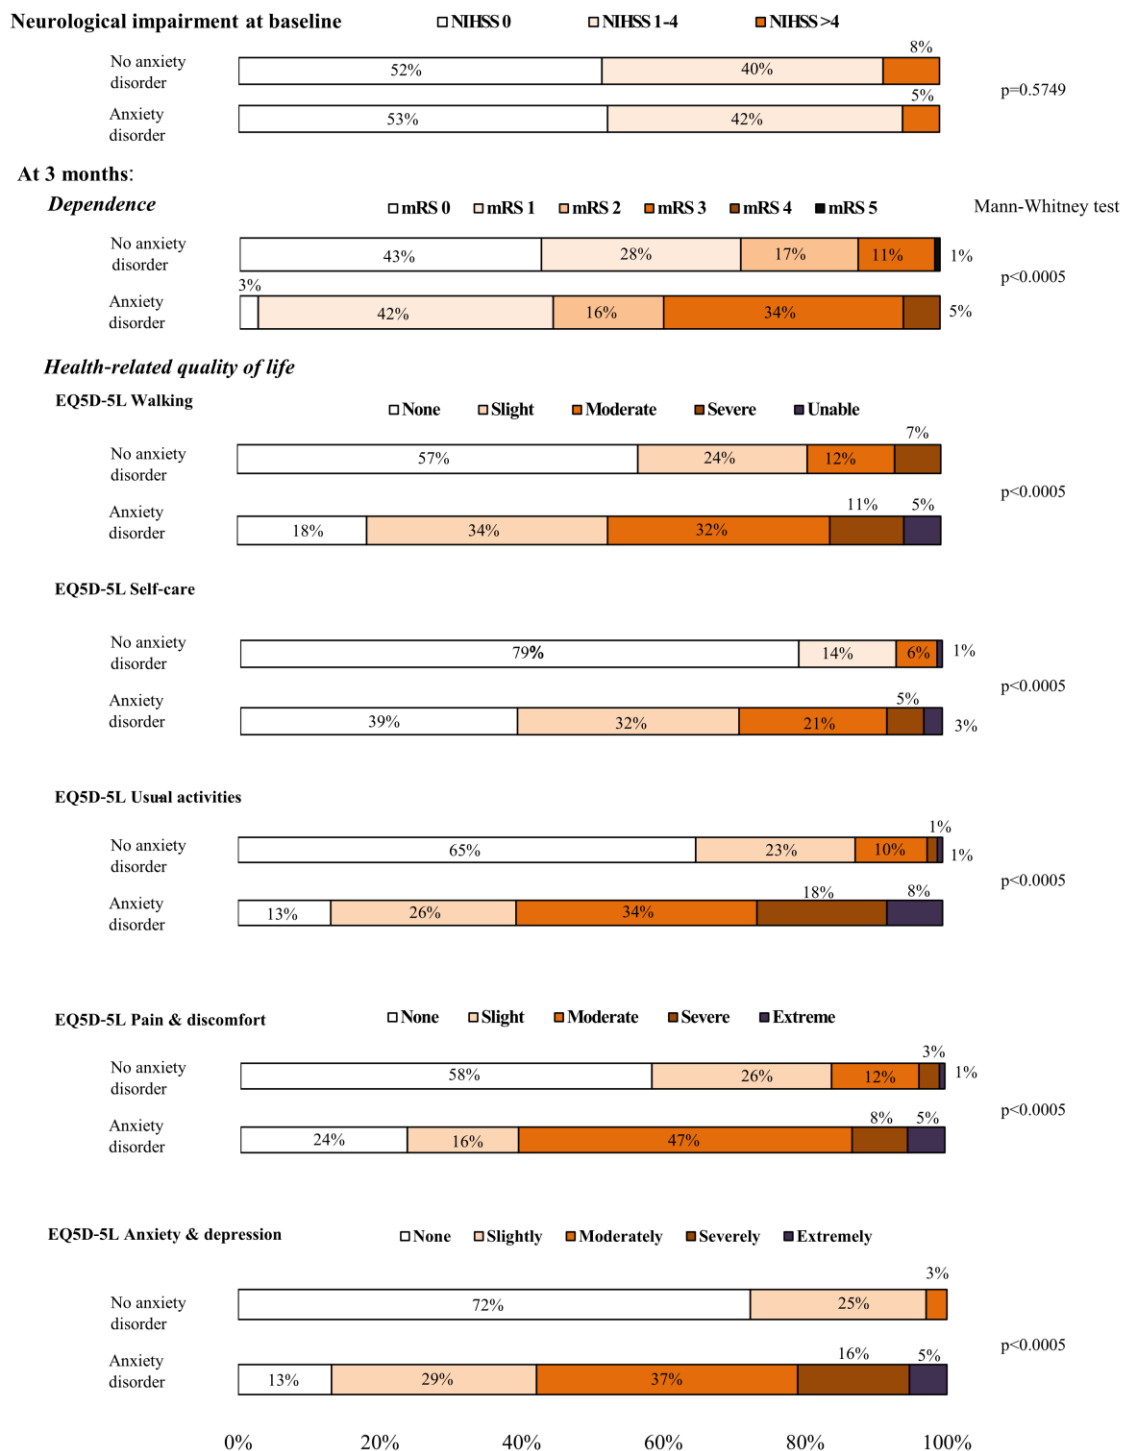 Neurological impairment at baseline NIHSS 0 NIHSS 1-4 NIHSS >4
8%
No anxiety disorder 52% 40%
p=0.5749
5%
Anxiety disorder 53% 42%
At 3 months:
Dependence mRS 0 mRS 1 mRS 2 mRS 3 mRS 4 mRS 5 Mann-Whitney test
No anxiety disorder 43% 28% 17% 11% 1%
p<0.0005
3%
Anxiety disorder 42% 16% 34% 5%
Health-related quality of life
EQ5D-5L Walking None Slight Moderate Severe Unable
7%
No anxiety disorder 57% 24% 12%
p<0.0005
11% 5%
Anxiety disorder 18% 34% 32%
EQ5D-5L Self-care
No anxiety disorder 79% 14% 6% 1%
p<0.0005
5%
Anxiety disorder 39% 32% 21% 3%
EQ5D-5L Usual activities
1%
No anxiety disorder 65% 23% 10% 1%
p<0.0005
18% 8%
Anxiety disorder 13% 26% 34%
EQ5D-5L Pain & discomfort None Slight Moderate Severe Extreme
3%
No anxiety disorder 58% 26% 12% 1%
p<0.0005
8% 5%
Anxiety disorder 24% 16% 47%
EQ5D-5L Anxiety & depression None Slightly Moderately Severely Extremely
3%
No anxiety disorder 72% 25%
p<0.0005
16% 5%
Anxiety disorder 13% 29% 37%
0% 20% 40% 60% 80% 100%